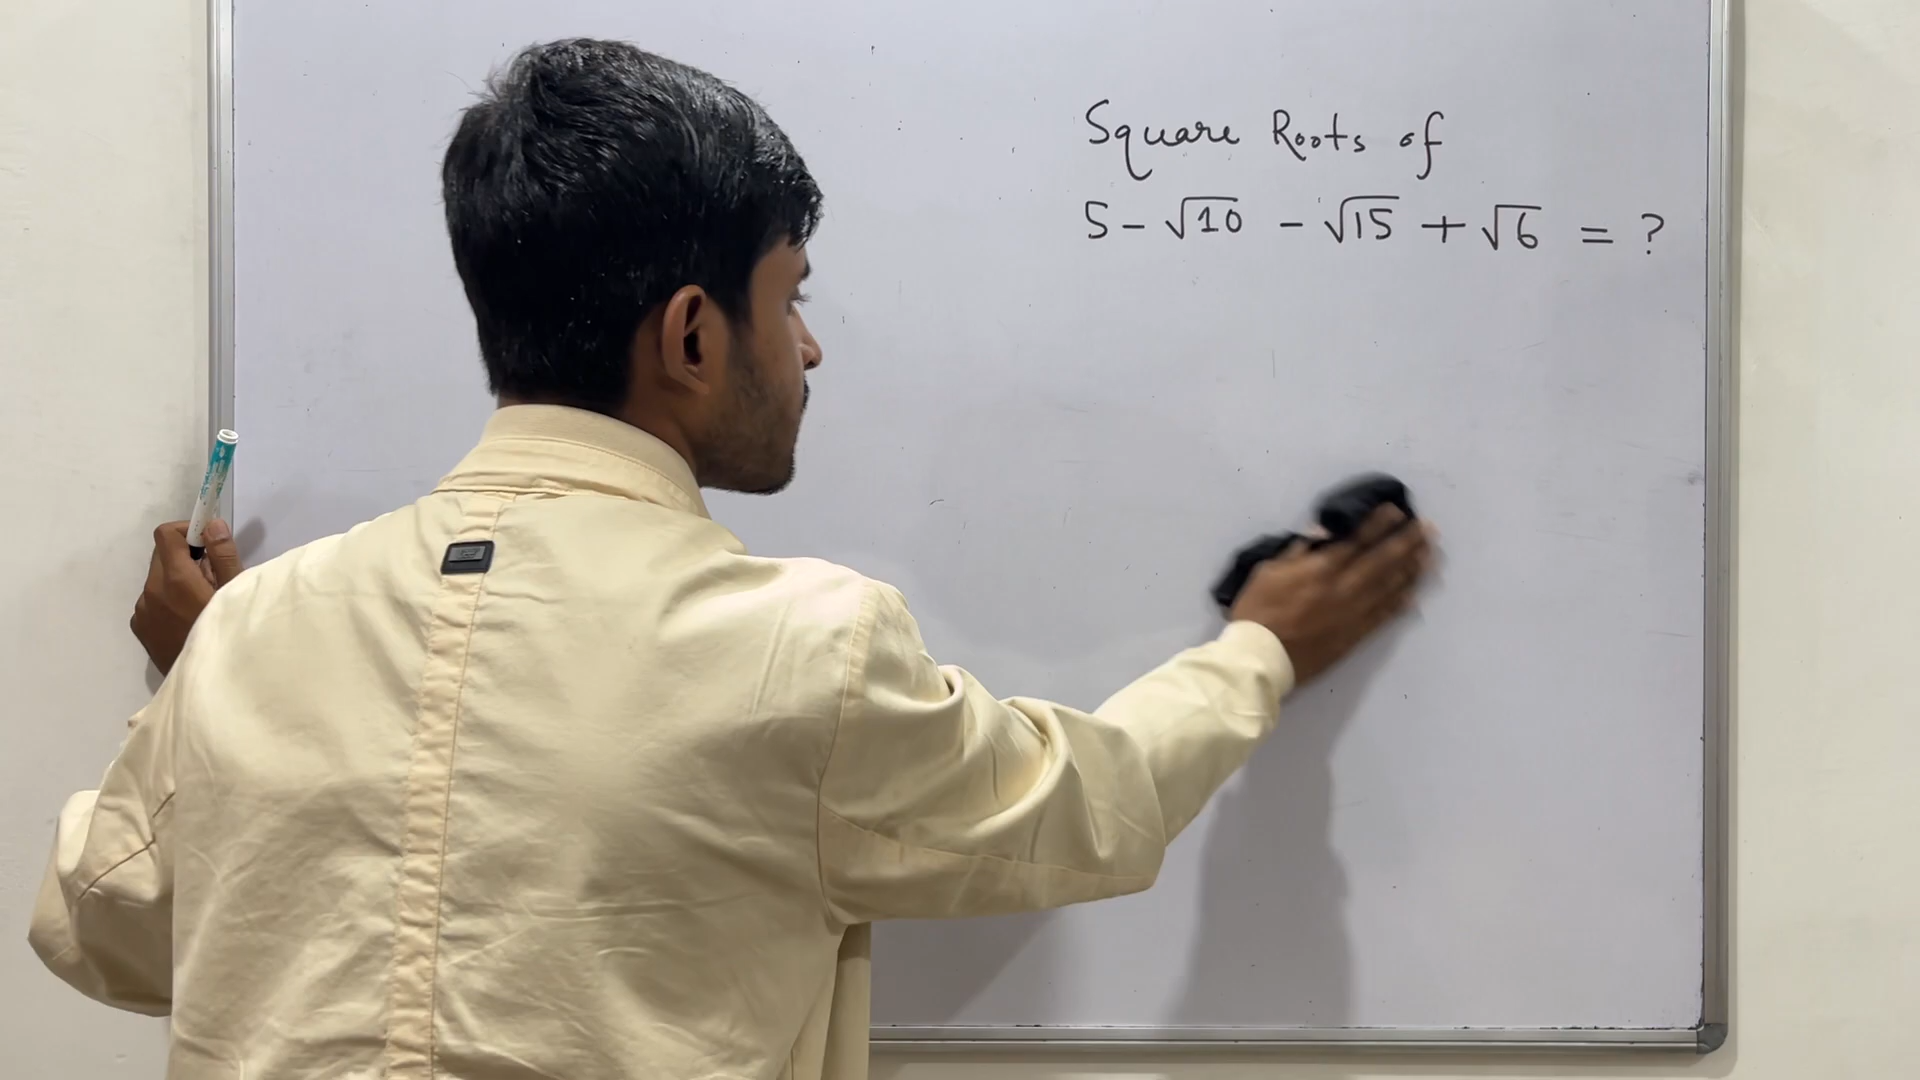 Square Roots of
5 - √10 - √15 + √6 = ?